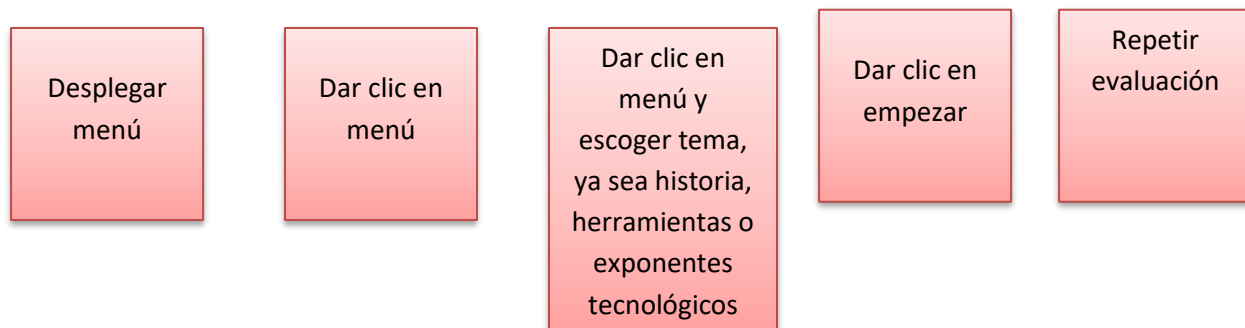 Desplegar
menú
Dar clic en
menú
Dar clic en
menú y
escoger tema,
ya sea historia,
herramientas o
exponentes
tecnológicos
Dar clic en
empezar
Repetir
evaluación